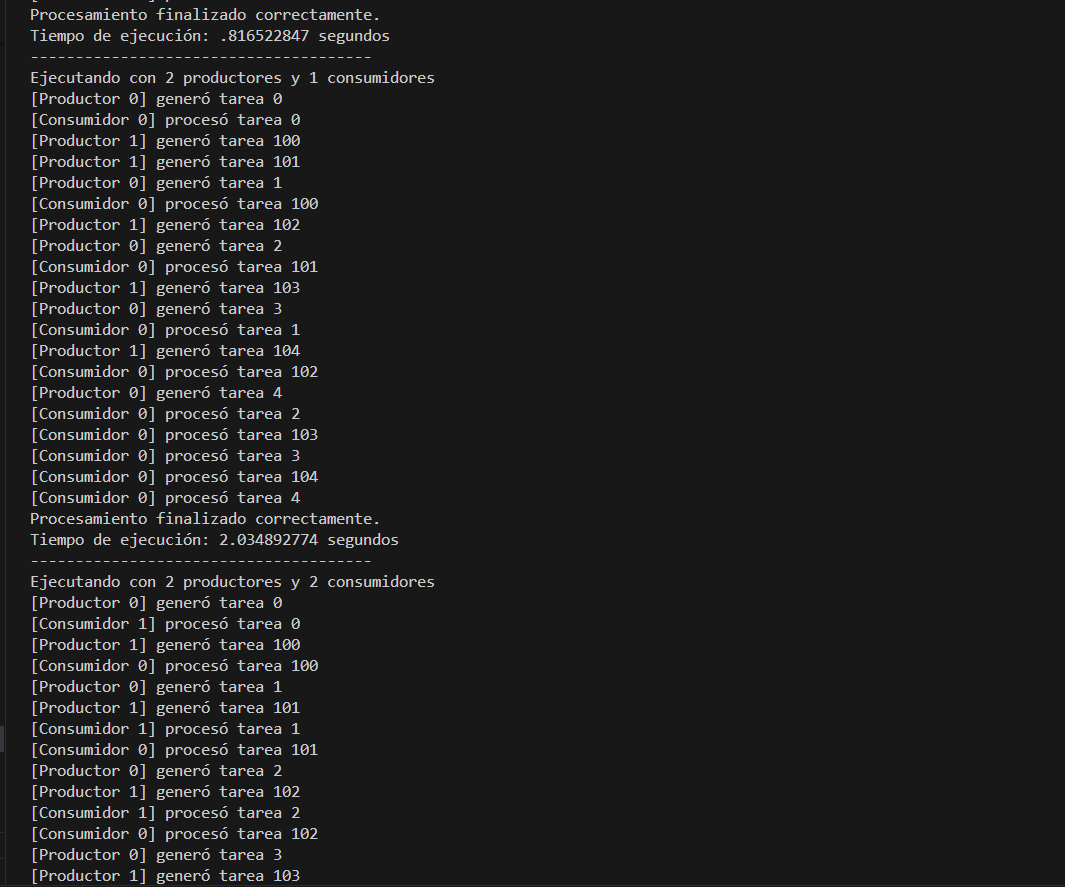 Procesamiento finalizado correctamente.
Tiempo de ejecución: .816522847 segundos
--------------------------------------
Ejecutando con 2 productores y 1 consumidores
[Productor 0] generó tarea 0
[Consumidor 0] procesó tarea 0
[Productor 1] generó tarea 100
[Productor 1] generó tarea 101
[Productor 0] generó tarea 1
[Consumidor 0] procesó tarea 100
[Productor 1] generó tarea 102
[Productor 0] generó tarea 2
[Consumidor 0] procesó tarea 101
[Productor 1] generó tarea 103
[Productor 0] generó tarea 3
[Consumidor 0] procesó tarea 1
[Productor 1] generó tarea 104
[Consumidor 0] procesó tarea 102
[Productor 0] generó tarea 4
[Consumidor 0] procesó tarea 2
[Consumidor 0] procesó tarea 103
[Consumidor 0] procesó tarea 3
[Consumidor 0] procesó tarea 104
[Consumidor 0] procesó tarea 4
Procesamiento finalizado correctamente.
Tiempo de ejecución: 2.034892774 segundos
--------------------------------------
Ejecutando con 2 productores y 2 consumidores
[Productor 0] generó tarea 0
[Consumidor 1] procesó tarea 0
[Productor 1] generó tarea 100
[Consumidor 0] procesó tarea 100
[Productor 0] generó tarea 1
[Productor 1] generó tarea 101
[Consumidor 1] procesó tarea 1
[Consumidor 0] procesó tarea 101
[Productor 0] generó tarea 2
[Productor 1] generó tarea 102
[Consumidor 1] procesó tarea 2
[Consumidor 0] procesó tarea 102
[Productor 0] generó tarea 3
[Productor 1] generó tarea 103